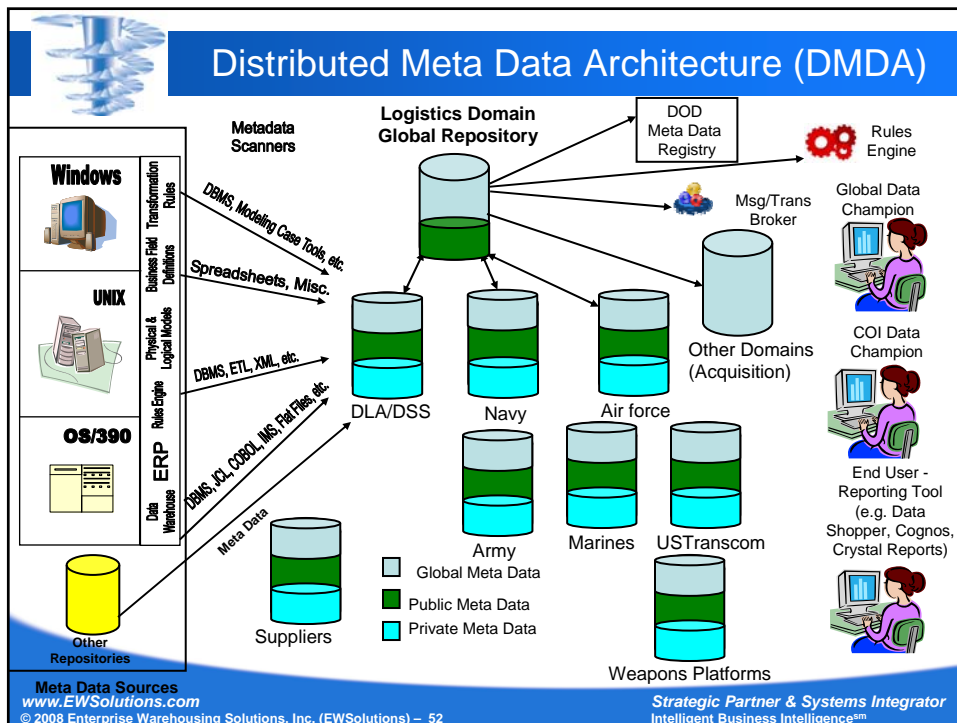 Distributed Meta Data Architecture (DMDA)
Metadata
Scanners
Logistics Domain
Global Repository
DOD
Meta Data
Registry
Rules
Engine
Msg/Trans
Broker
Global Data
Champion
Windows
UNIX
OS/390
Transformation
Rules
Business Field
Definitions
Physical &
Logical Models
Rules Engine
ERP
Data
Warehouse
DBMS, Modeling Case Tools, etc.
Spreadsheets, Misc.
DBMS, ETL, XML, etc.
DBMS, JCL, COBOL, IMS, Flat Files, etc.
Meta Data
DLA/DSS
Navy
Air force
Other Domains
(Acquisition)
COI Data
Champion
Army
Marines
USTranscom
End User -
Reporting Tool
(e.g. Data
Shopper, Cognos,
Crystal Reports)
Suppliers
Global Meta Data
Public Meta Data
Private Meta Data
Weapons Platforms
Other
Repositories
Meta Data Sources
www.EWSolutions.com
© 2008 Enterprise Warehousing Solutions, Inc. (EWSolutions) – 52
Strategic Partner & Systems Integrator
Intelligent Business Intelligence℠